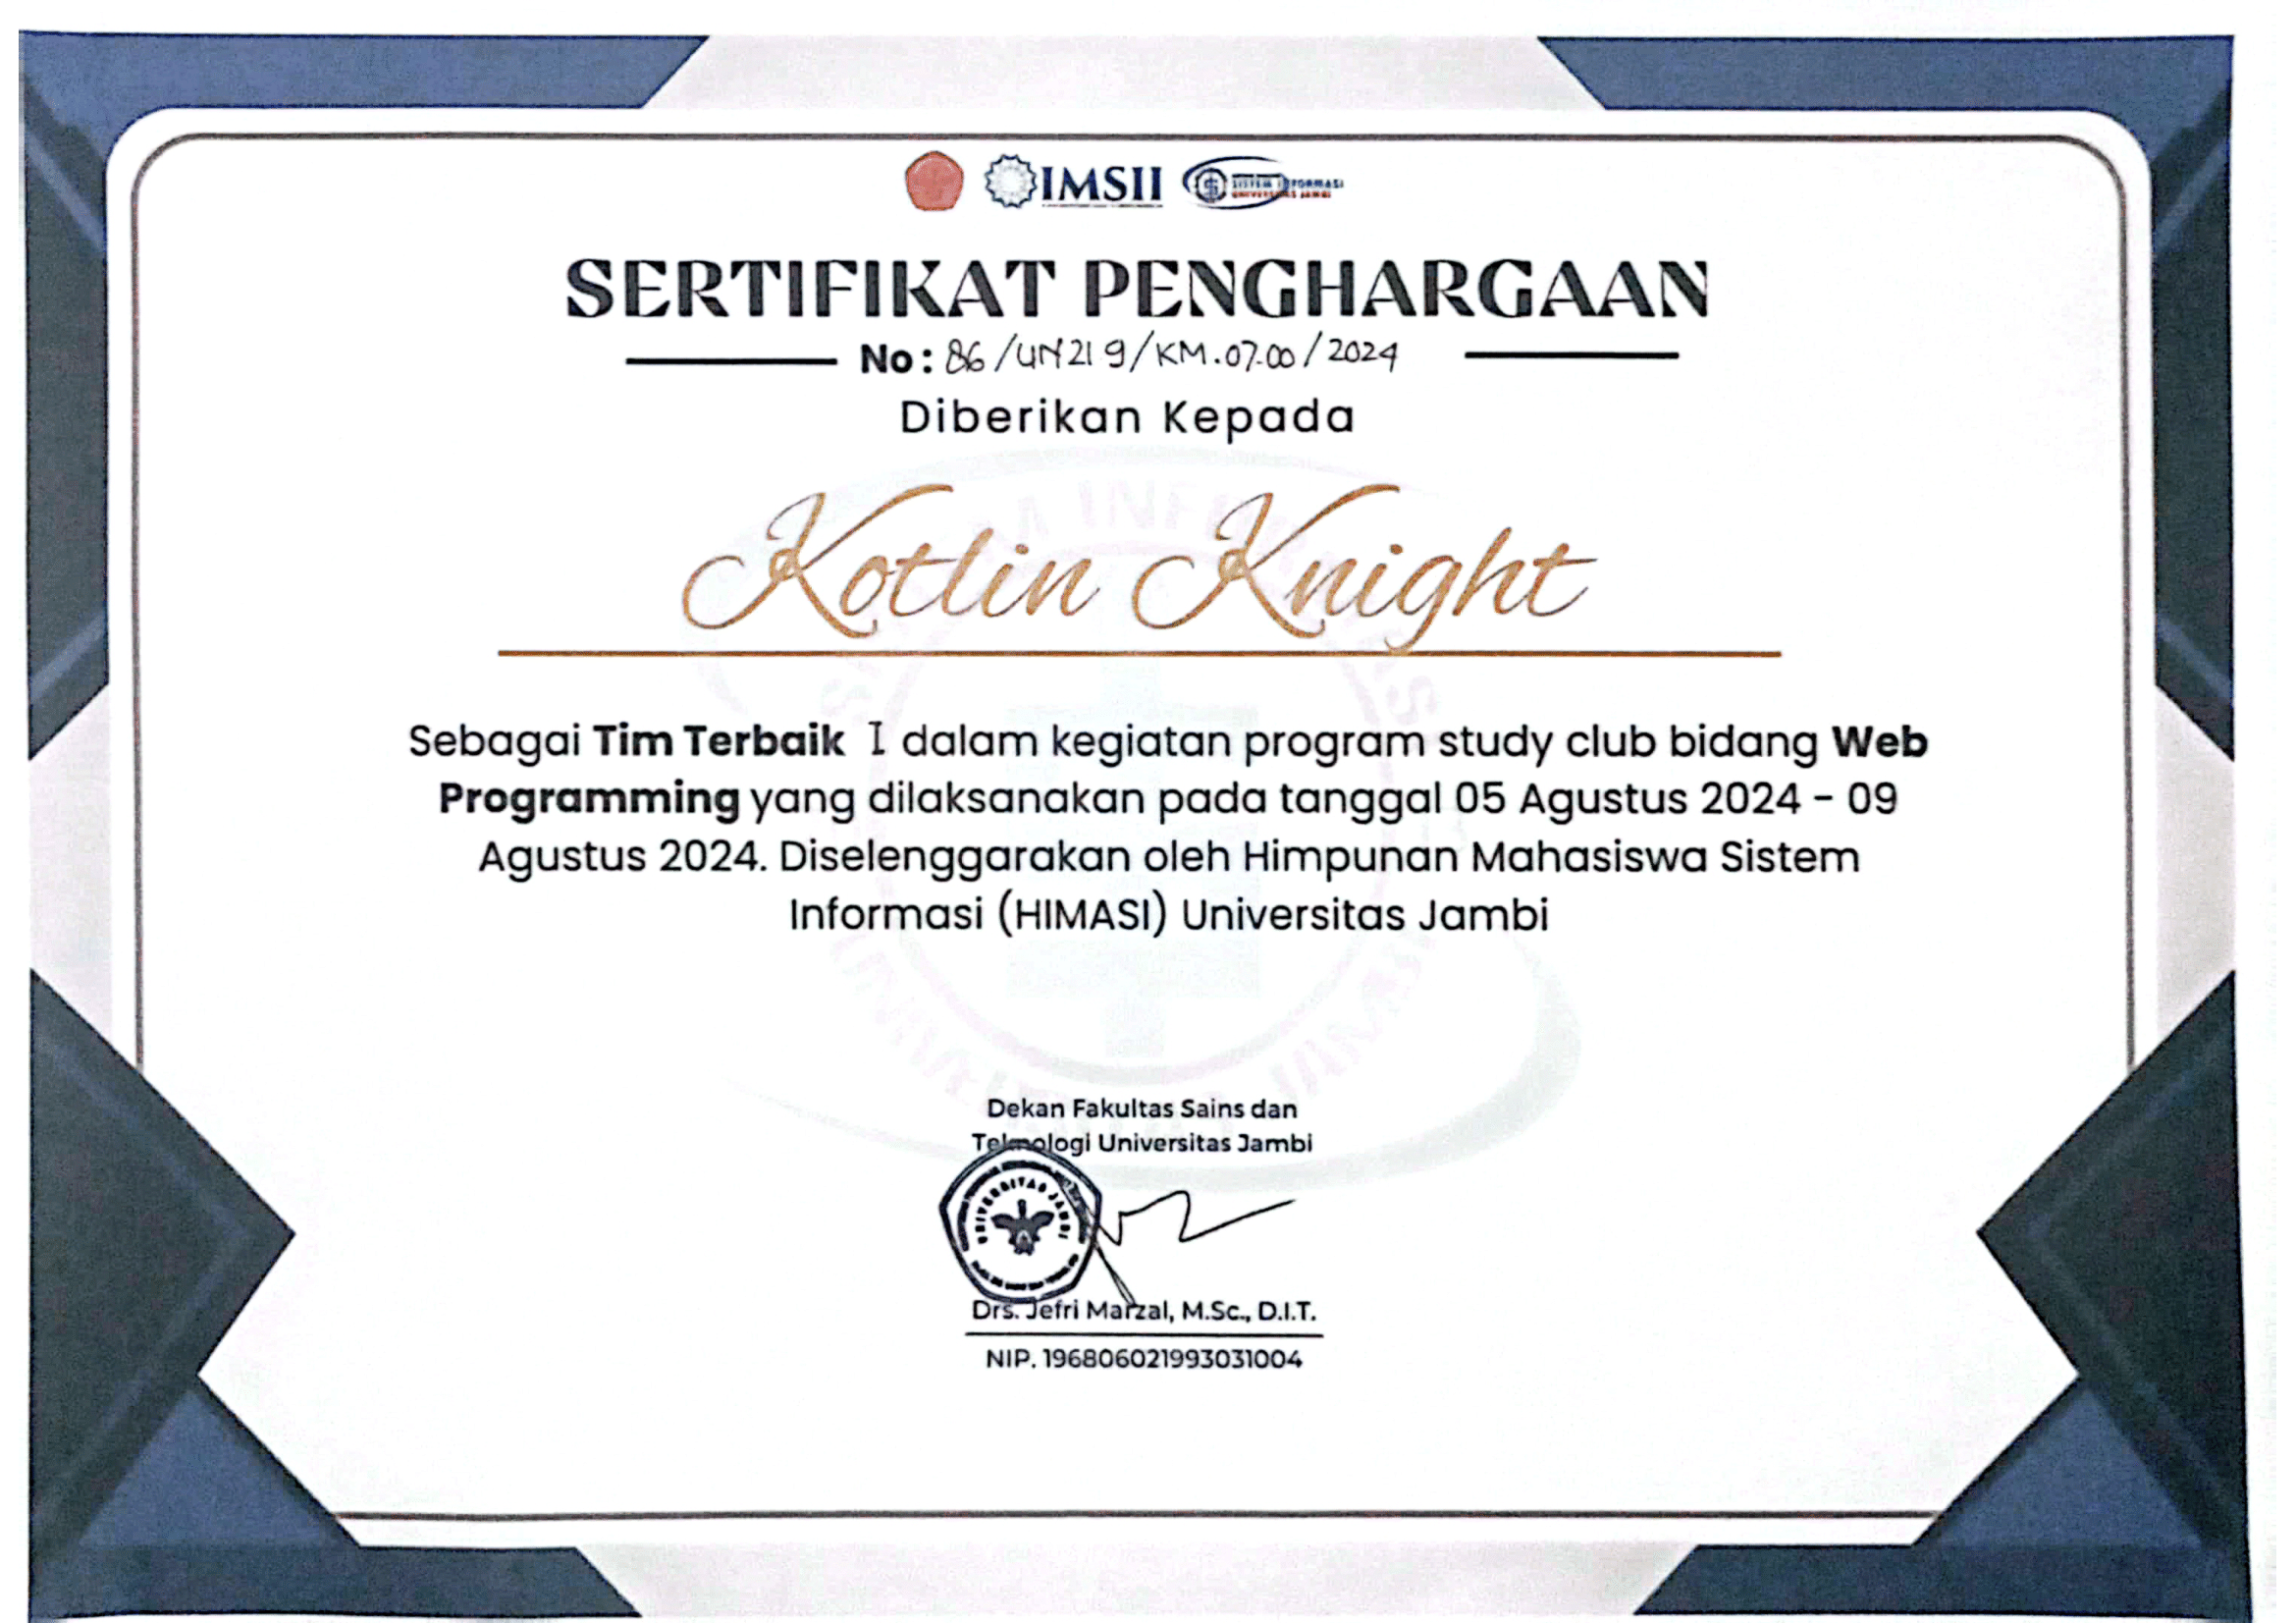 IMSII
SISTEM INFORMASI
UNIVERSITAS JAMBI
SERTIFIKAT PENGHARGAAN
No: 86/UN21.9/KM.07.00/2024
Diberikan Kepada
Kotlin Knight
Sebagai Tim Terbaik I dalam kegiatan program study club bidang Web
Programming yang dilaksanakan pada tanggal 05 Agustus 2024 - 09
Agustus 2024. Diselenggarakan oleh Himpunan Mahasiswa Sistem
Informasi (HIMASI) Universitas Jambi
Dekan Fakultas Sains dan
Teknologi Universitas Jambi
UNIVERSITAS JAMBI
Drs. Jefri Marzal, M.Sc., D.I.T.
NIP. 196806021993031004